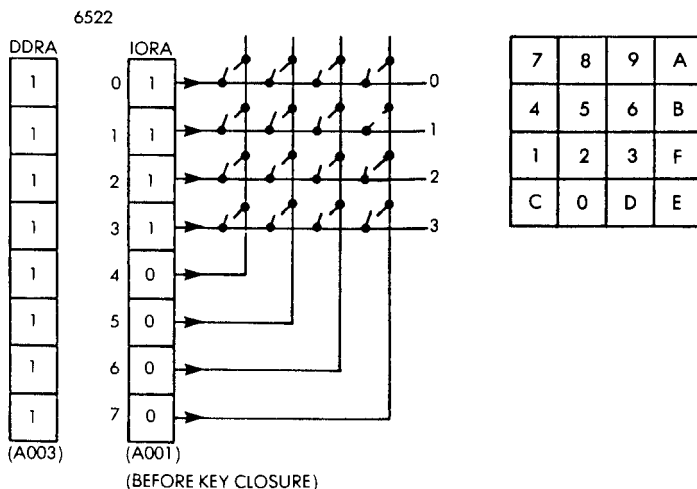 6522
DDRA IORA
1 0 1 0
1 1 1 1
1 2 1 2
1 3 1 3
1 4 0
1 5 0
1 6 0
1 7 0
(A003) (A001)
(BEFORE KEY CLOSURE)
7 8 9 A
4 5 6 B
1 2 3 F
C 0 D E